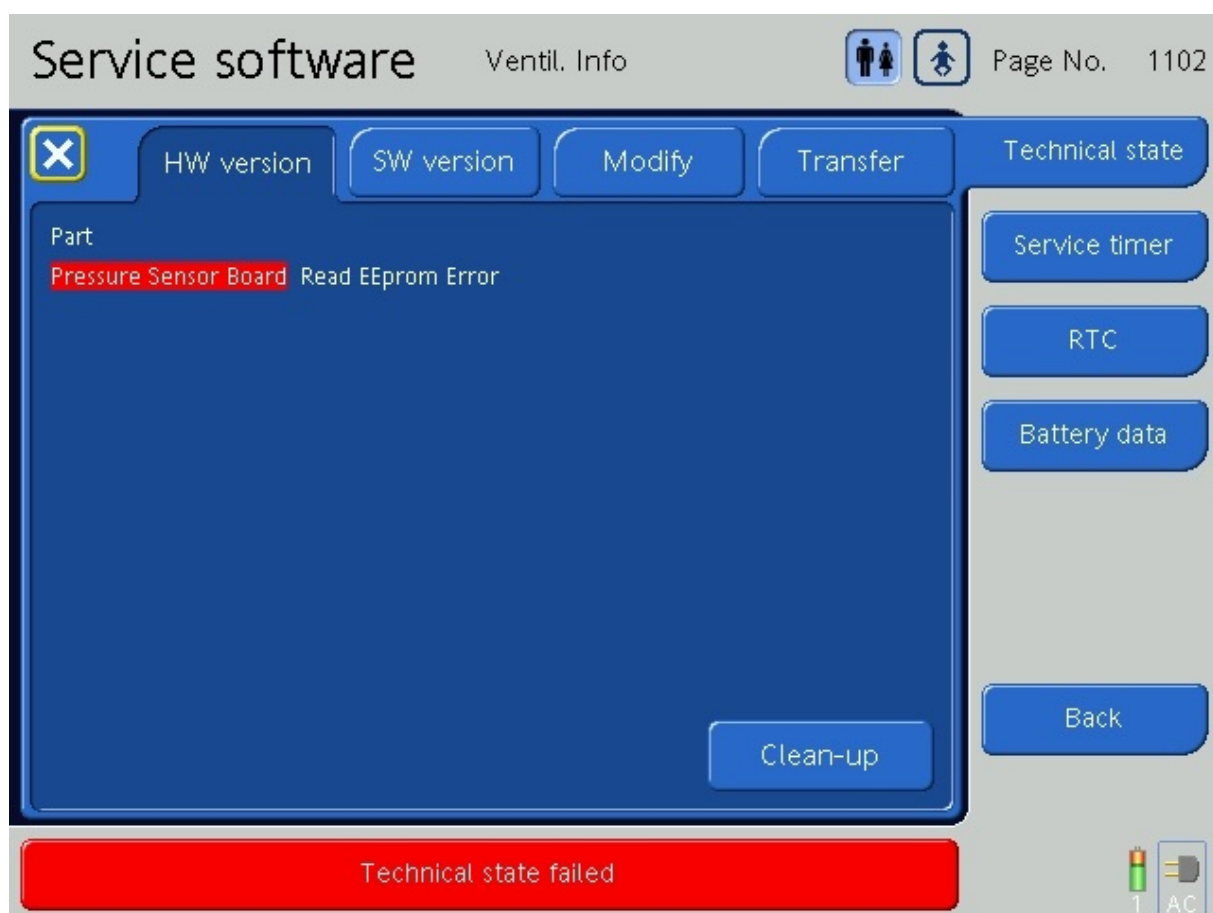 Service software Ventil. Info Page No. 1102
HW version SW version Modify Transfer Technical state
Part
Pressure Sensor Board Read EEprom Error
Service timer
RTC
Battery data
Back
Clean-up
Technical state failed
1 AC